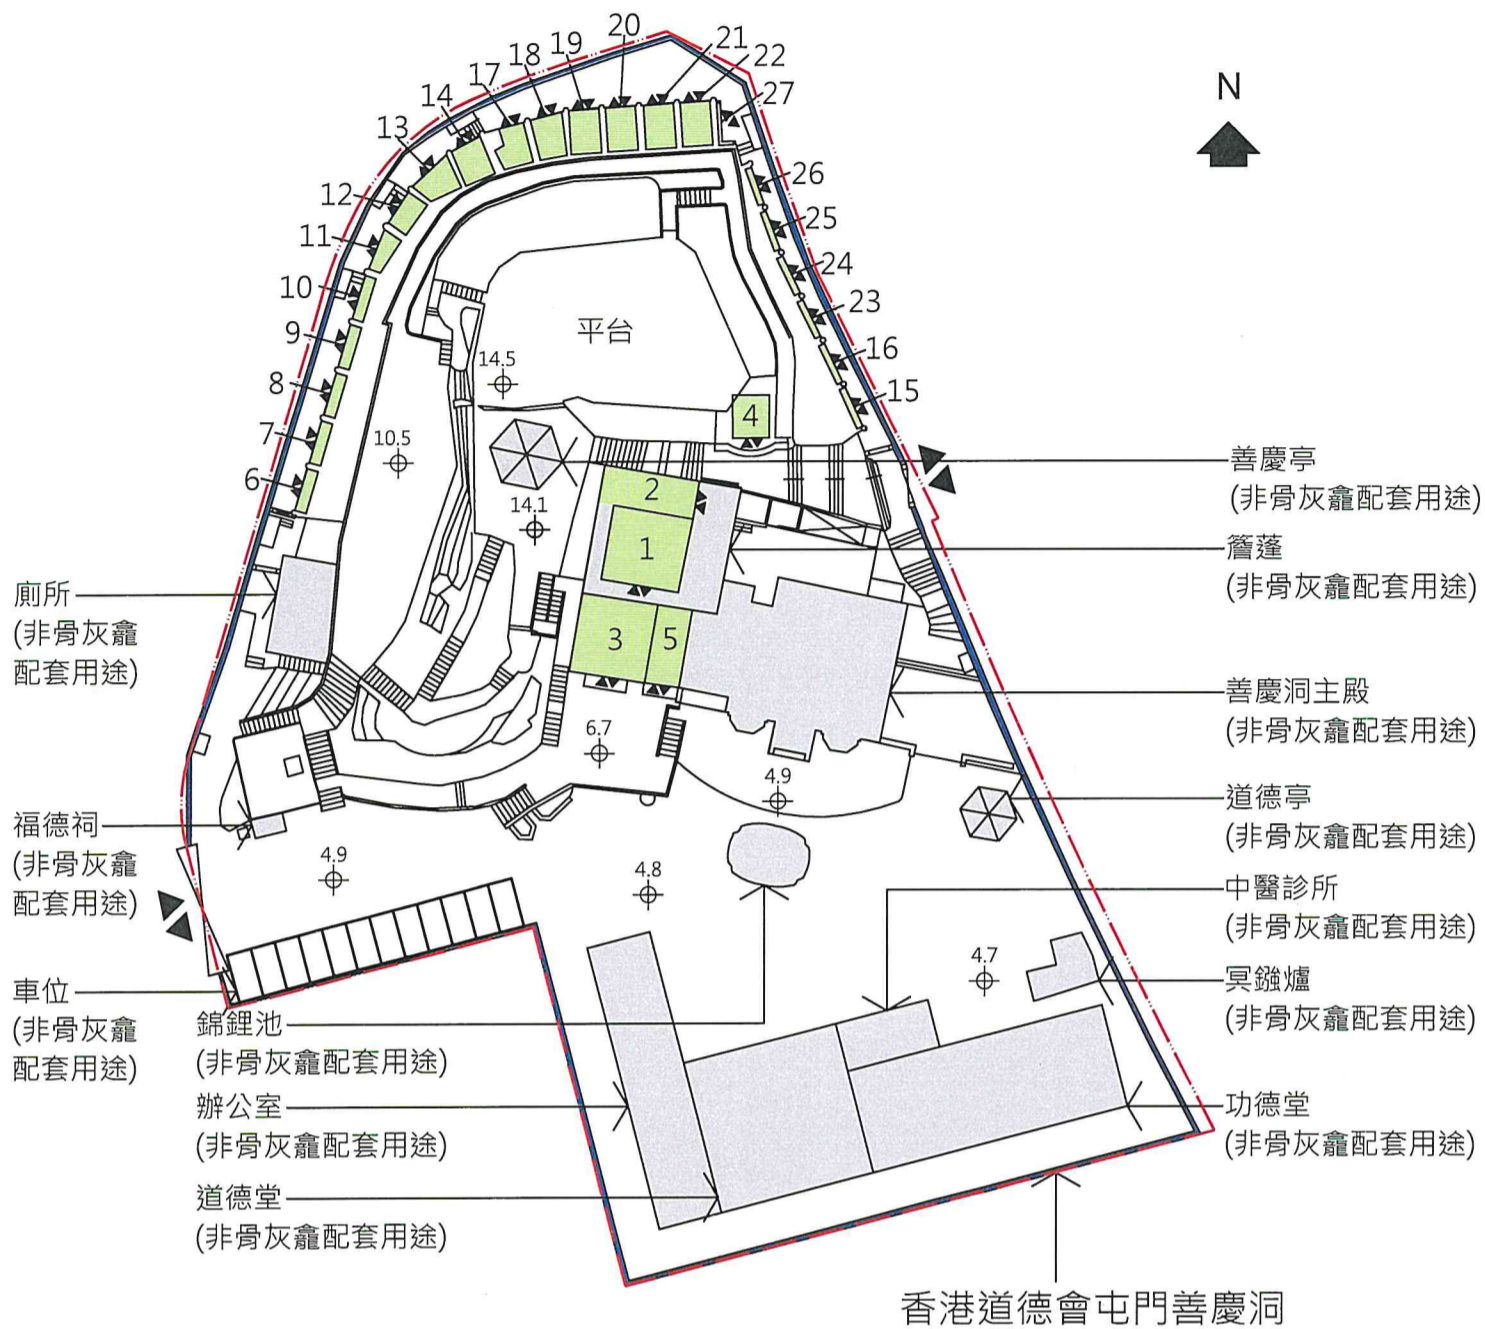 20
19
18
17
14
13
12
11
10
9
8
7
6
21
22
27
26
25
24
23
16
15
N
平台
14.5
10.5
14.1
4
2
1
3
5
6.7
4.9
4.9
4.8
4.7
善慶亭
(非骨灰龕配套用途)
簷蓬
(非骨灰龕配套用途)
善慶洞主殿
(非骨灰龕配套用途)
道德亭
(非骨灰龕配套用途)
中醫診所
(非骨灰龕配套用途)
冥鏹爐
(非骨灰龕配套用途)
功德堂
(非骨灰龕配套用途)
廁所
(非骨灰龕
配套用途)
福德祠
(非骨灰龕
配套用途)
車位
(非骨灰龕
配套用途)
錦鯉池
(非骨灰龕配套用途)
辦公室
(非骨灰龕配套用途)
道德堂
(非骨灰龕配套用途)
香港道德會屯門善慶洞